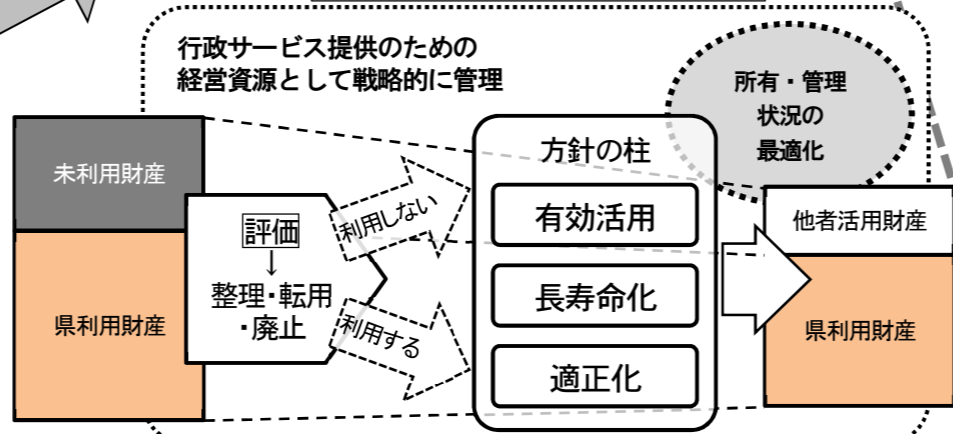 行政サービス提供のための
経営資源として戦略的に管理
所有・管理
状況の
最適化
未利用財産
県利用財産
評価
↓
整理・転用
・廃止
利用しない
利用する
方針の柱
有効活用
長寿命化
適正化
他者活用財産
県利用財産